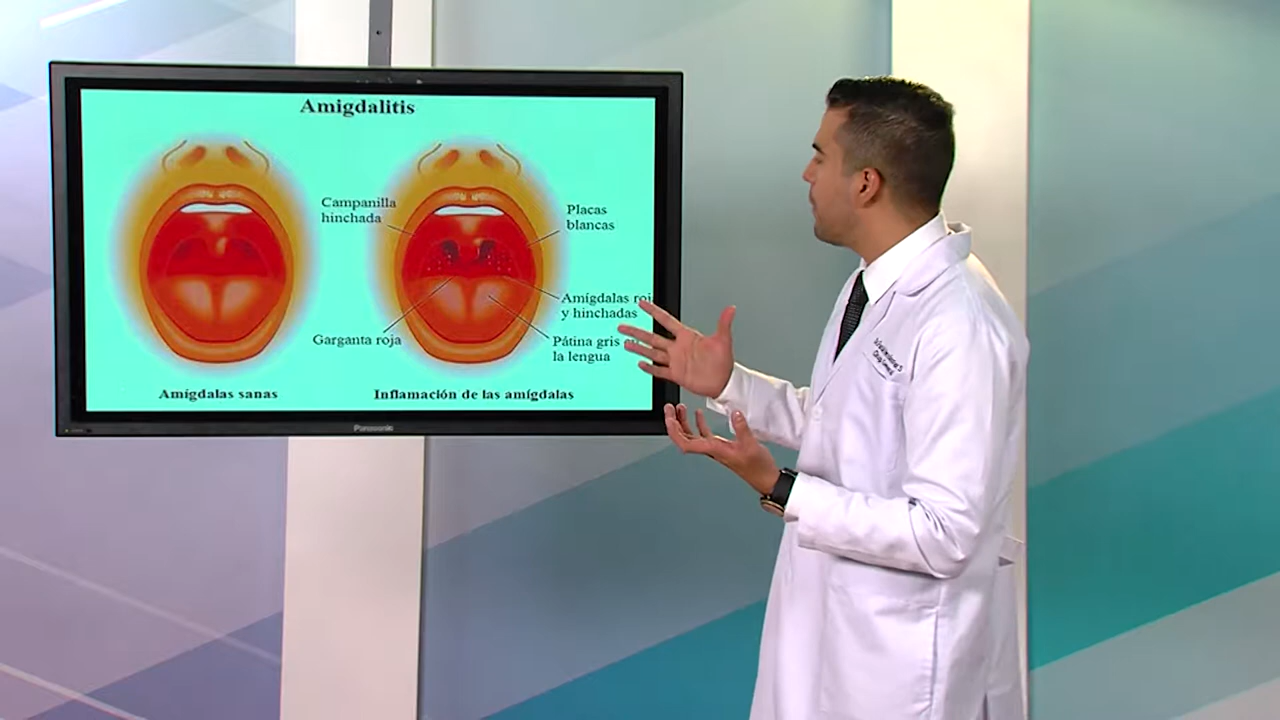 Amigdalitis
Campanilla
hinchada
Placas
blancas
Amígdalas
y hinchadas
Garganta roja
Pátina gris
la lengua
Amígdalas sanas
Inflamación de las amígdalas
Panasonic